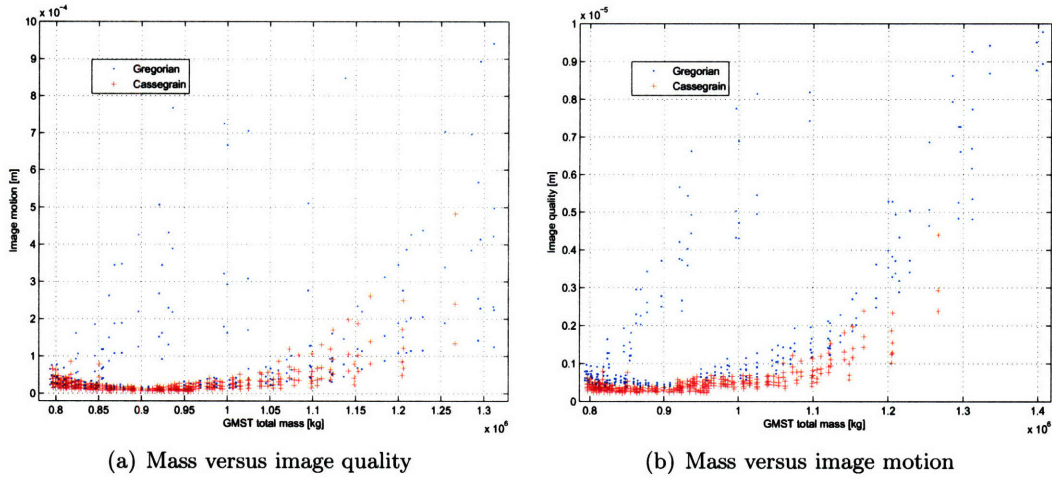 x 10⁻⁴
10
9
8
7
6
5
4
3
2
1
0
Image motion [m]
Gregorian
Cassegrain
0.8 0.85 0.9 0.95 1 1.05 1.1 1.15 1.2 1.25 1.3
GMST total mass [kg]
x 10⁶
(a) Mass versus image quality
x 10⁻⁵
1
0.9
0.8
0.7
0.6
0.5
0.4
0.3
0.2
0.1
0
Image quality [m]
Gregorian
Cassegrain
0.8 0.9 1 1.1 1.2 1.3 1.4
GMST total mass [kg]
x 10⁶
(b) Mass versus image motion